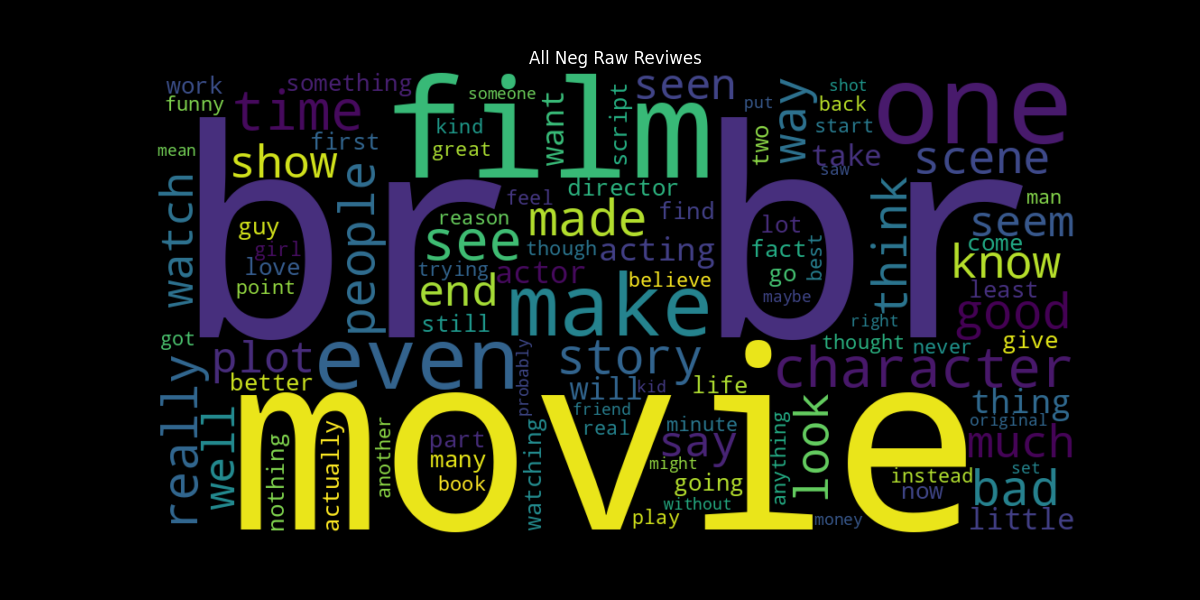 All Neg Raw Reviwes
work
something
film
someone
seen
shot
one
funny
time
kind
want
script
put
way
back
first
great
two
start
mean
show
director
take
scene
saw
watch
br br
people
feel
think
man
guy
reason
made
find
lot
seem
girl
see
though
acting
fact
best
come
love
trying
actor
believe
go
know
point
end
make
maybe
least
still
right
good
got
plot
even
probably
story
thought
never
give
really
better
will
kid
life
character
well
movie
friend
thing
nothing
actually
another
part
real
minute
say
anything
look
original
much
many
watching
might
book
going
instead
set
now
bad
without
play
money
little